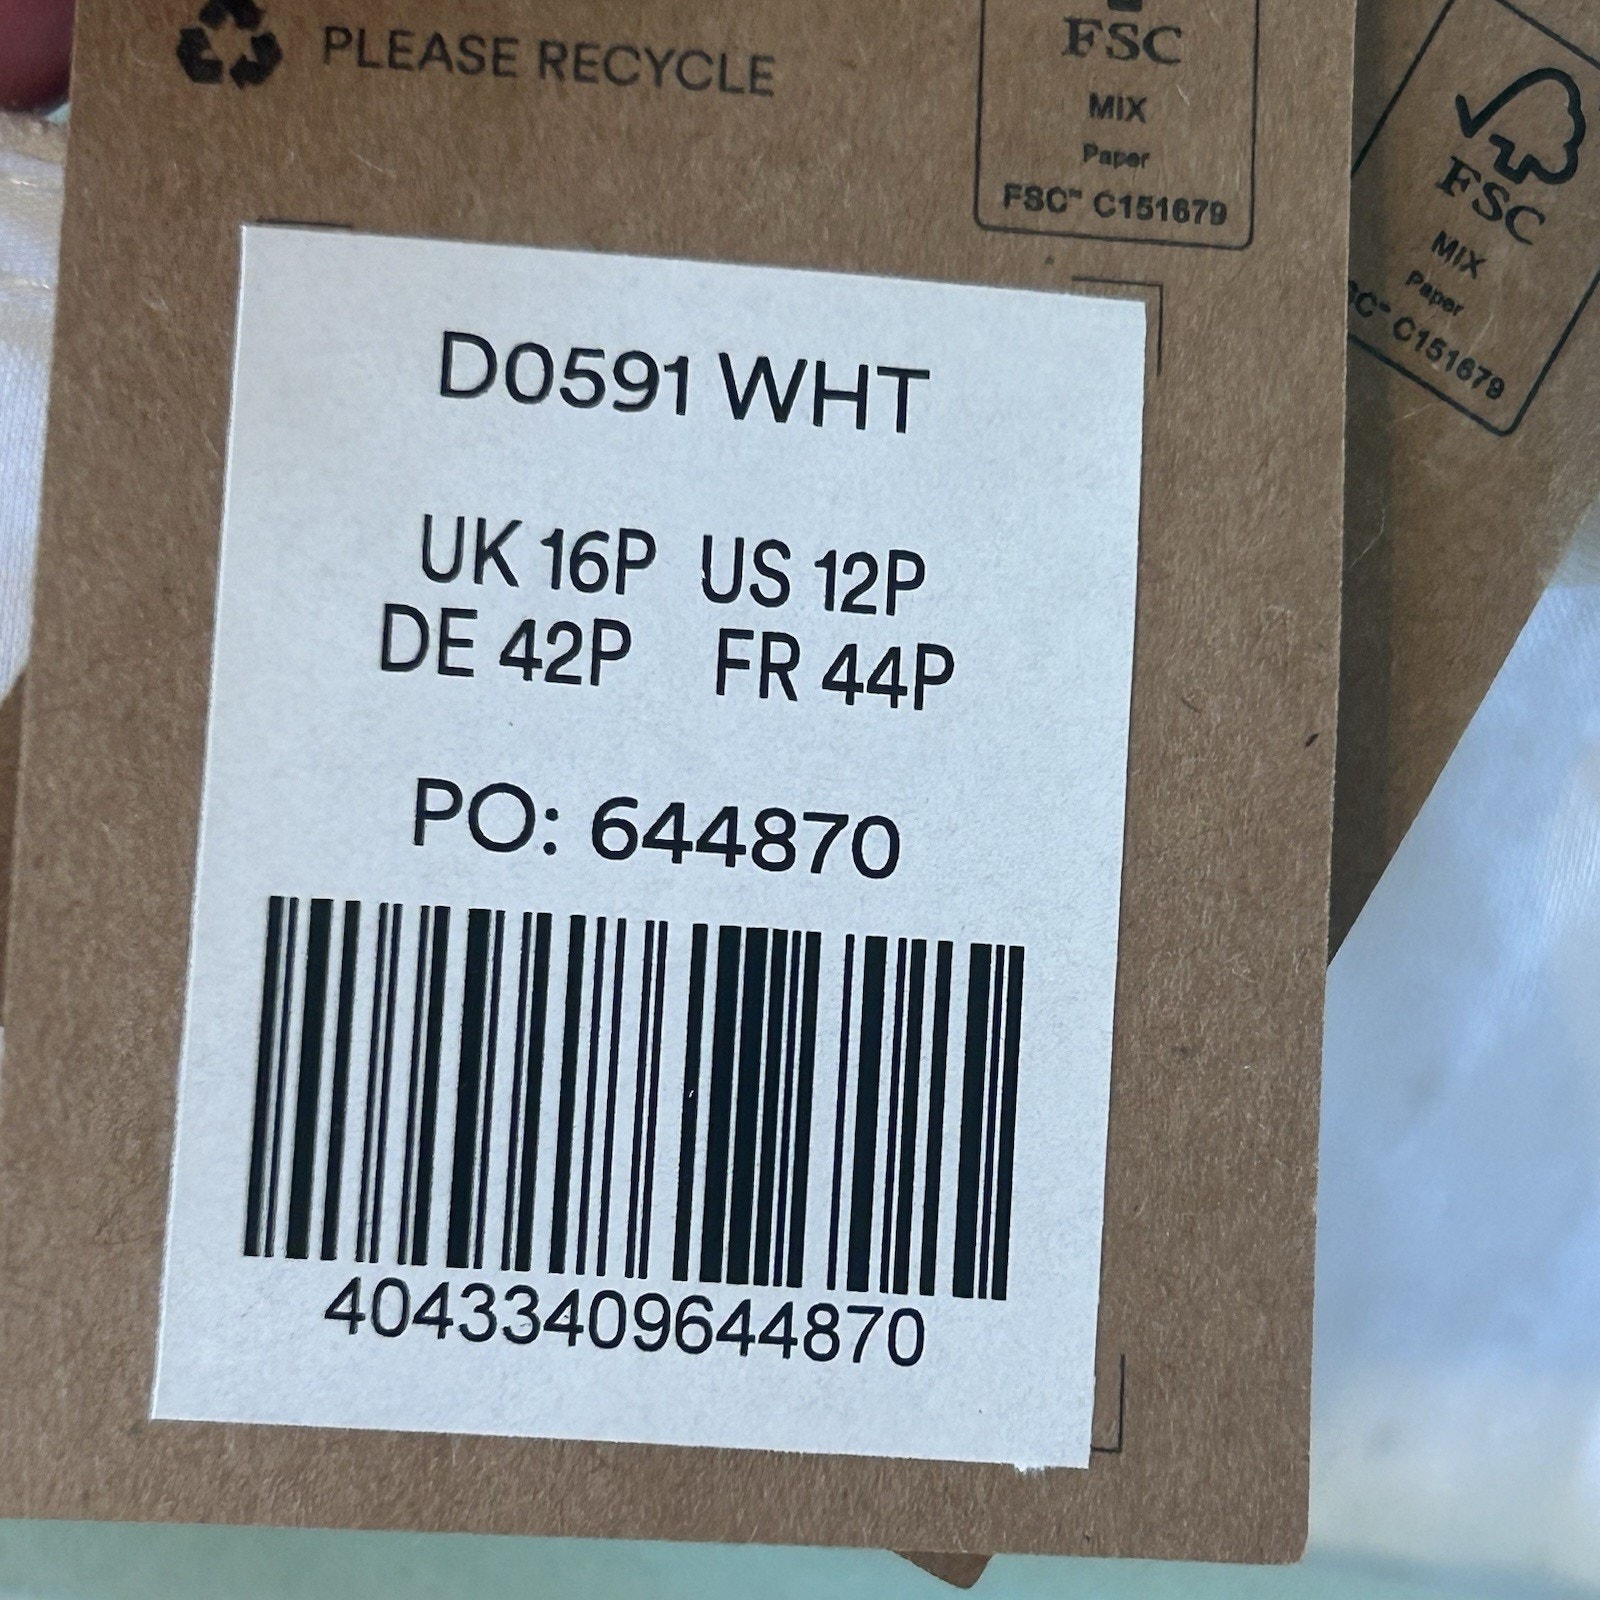 PLEASE RECYCLE
FSC
MIX
Paper
FSC™ C151679
FSC
MIX
Paper
C151679
D0591 WHT
UK 16P US 12P
DE 42P FR 44P
PO: 644870
40433409644870